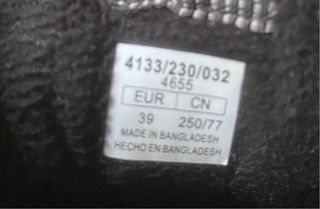 4133/230/032
4655
EUR CN
39 250/77
MADE IN BANGLADESH
HECHO EN BANGLADESH